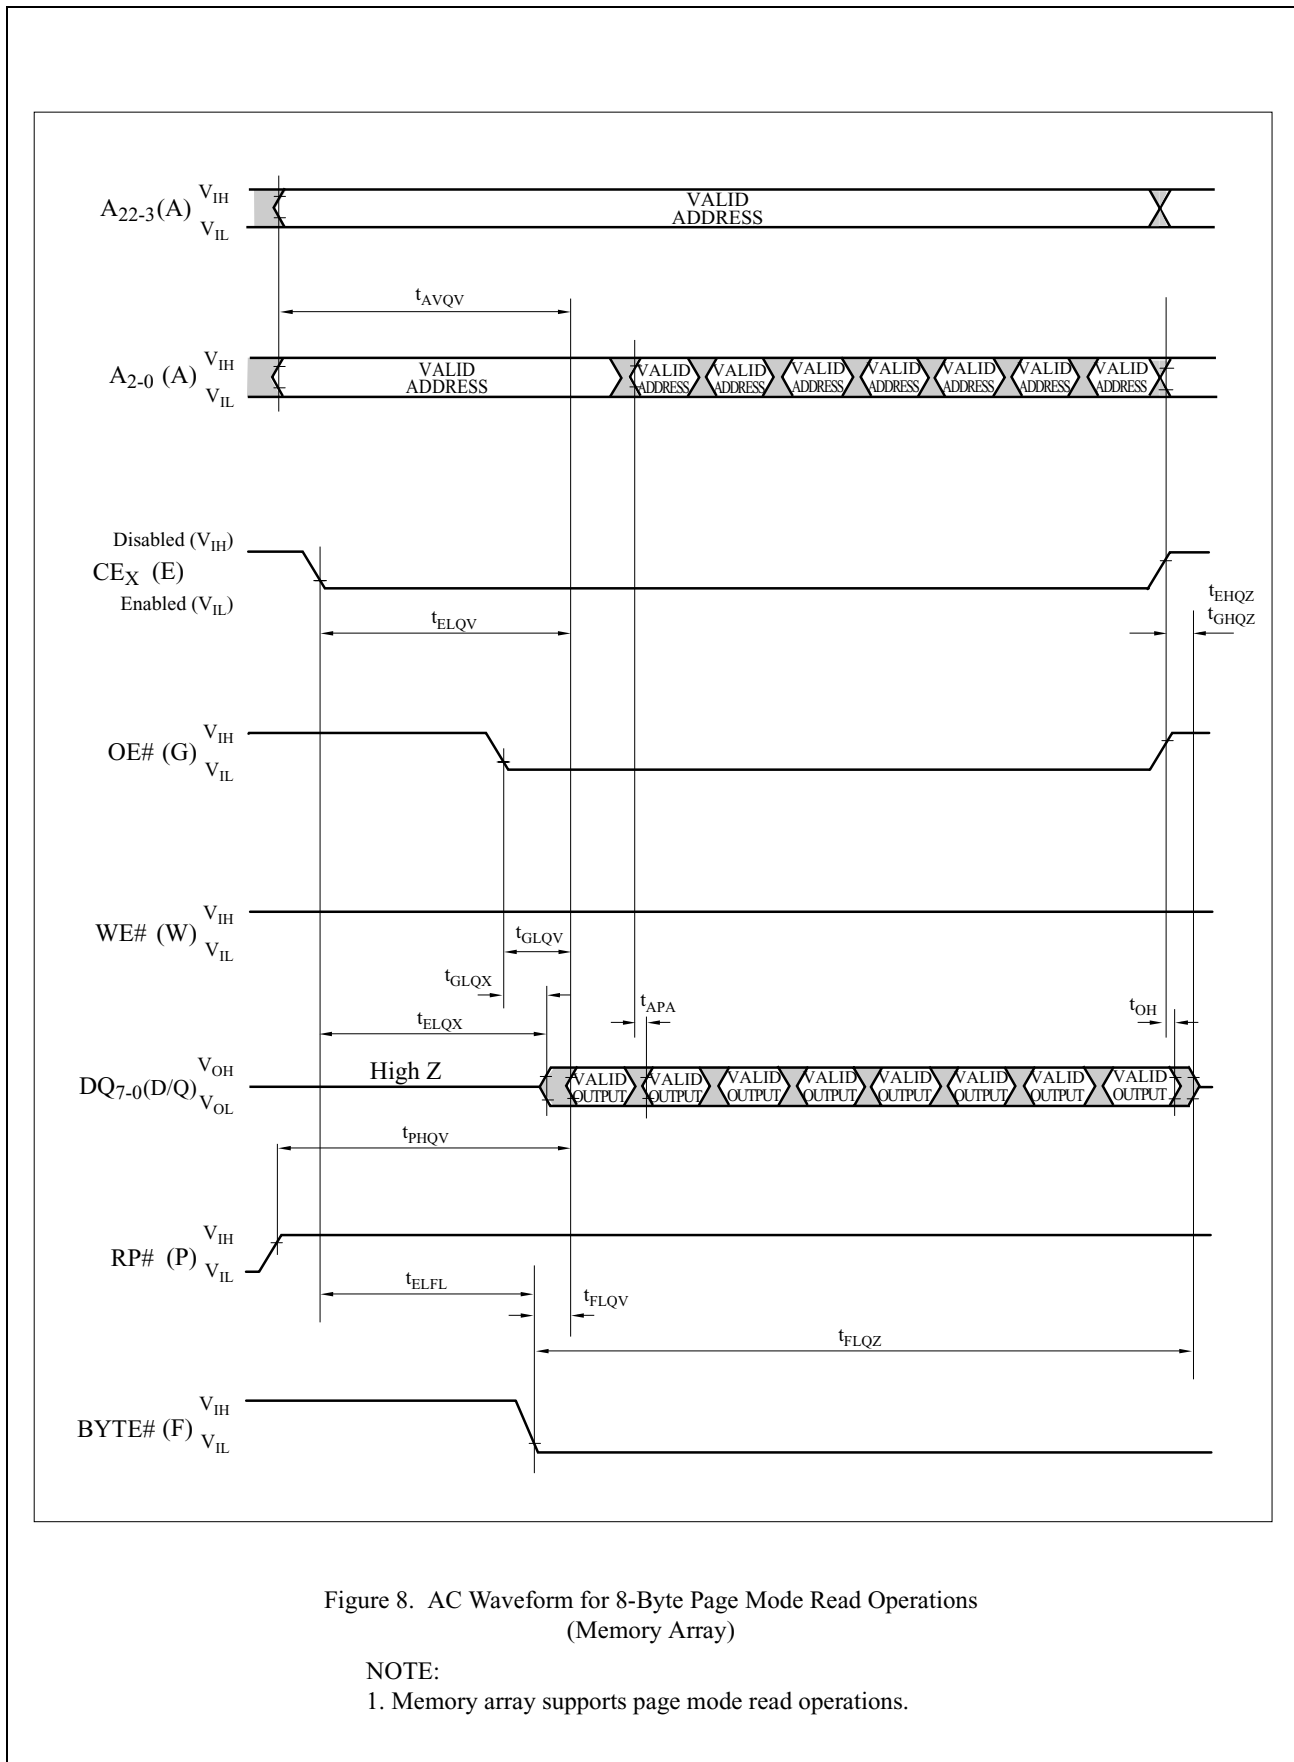 A22-3(A) VIH
VIL
VALID
ADDRESS
tAVQV
A2-0 (A) VIH
VIL
VALID
ADDRESS
VALID
ADDRESS
VALID
ADDRESS
VALID
ADDRESS
VALID
ADDRESS
VALID
ADDRESS
VALID
ADDRESS
VALID
ADDRESS
Disabled (VIH)
CEX (E)
Enabled (VIL)
tELQV
tEHQZ
tGHQZ
OE# (G) VIH
VIL
WE# (W) VIH
VIL
tGLQV
tGLQX
tELQX
tAPA
tOH
DQ7-0(D/Q) VOH
VOL
High Z
VALID
OUTPUT
VALID
OUTPUT
VALID
OUTPUT
VALID
OUTPUT
VALID
OUTPUT
VALID
OUTPUT
VALID
OUTPUT
VALID
OUTPUT
tPHQV
RP# (P) VIH
VIL
tELFL
tFLQV
tFLQZ
BYTE# (F) VIH
VIL
Figure 8. AC Waveform for 8-Byte Page Mode Read Operations
(Memory Array)
NOTE:
1. Memory array supports page mode read operations.